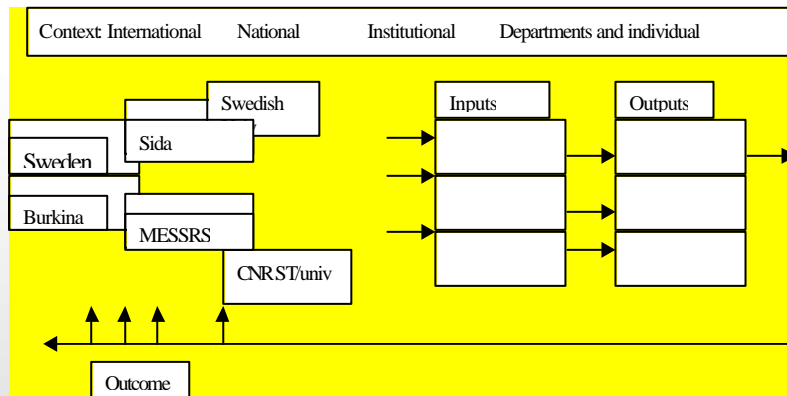 Context: International National Institutional Departments and individual
Swedish
Inputs
Outputs
Sida
Sweden
Burkina
MESSRS
CNRST/univ
Outcome